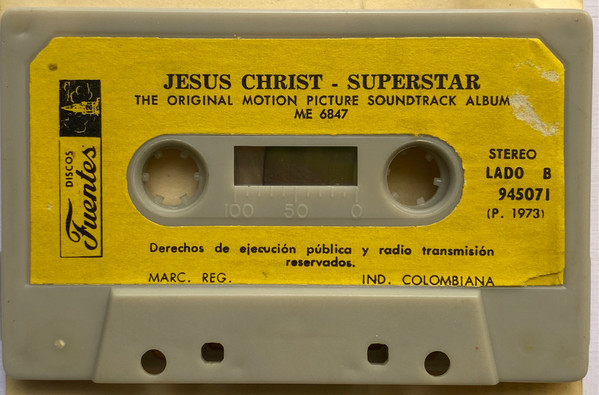 JESUS CHRIST - SUPERSTAR
THE ORIGINAL MOTION PICTURE SOUNDTRACK ALBUM
ME 6847
DISCOS
Fuentes
STEREO
LADO B
945071
(P. 1973)
100 50 0
Derechos de ejecución pública y radio transmisión
reservados.
MARC. REG. IND. COLOMBIANA